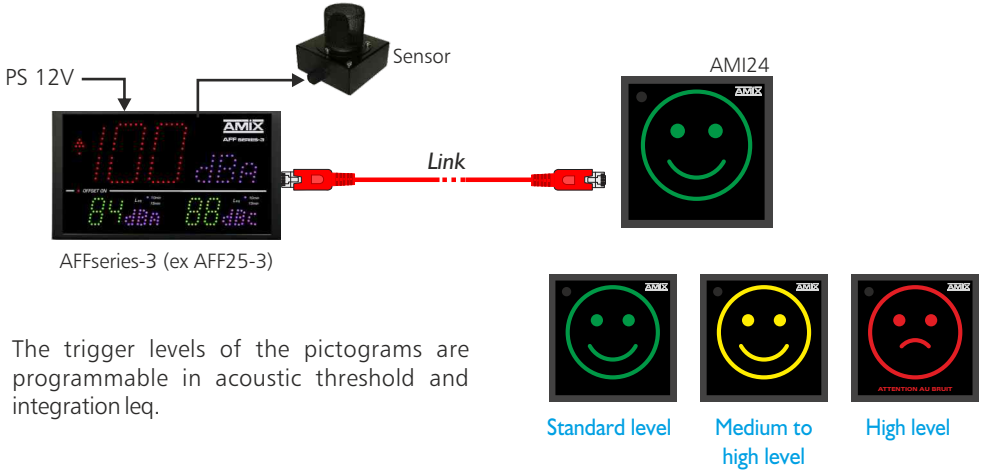 Sensor
PS 12V
AMI24
AMIX
AMIX
AFF SERIES-3
100
dBA
Link
OFFSET ON
Leq
Leq
84 dBA
88 dBC
AFFseries-3 (ex AFF25-3)
AMIX
AMIX
AMIX
The trigger levels of the pictograms are
programmable in acoustic threshold and
integration leq.
ATTENTION AU BRUIT
Standard level
Medium to
high level
High level